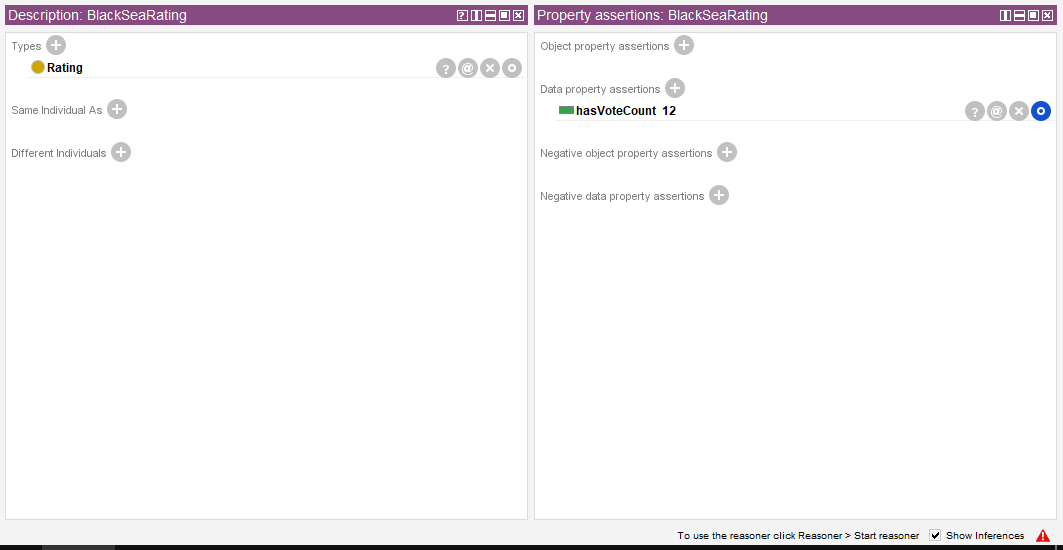 Description: BlackSeaRating
Types
Rating
Same Individual As
Different Individuals
Property assertions: BlackSeaRating
Object property assertions
Data property assertions
hasVoteCount 12
Negative object property assertions
Negative data property assertions
To use the reasoner click Reasoner > Start reasoner
Show Inferences